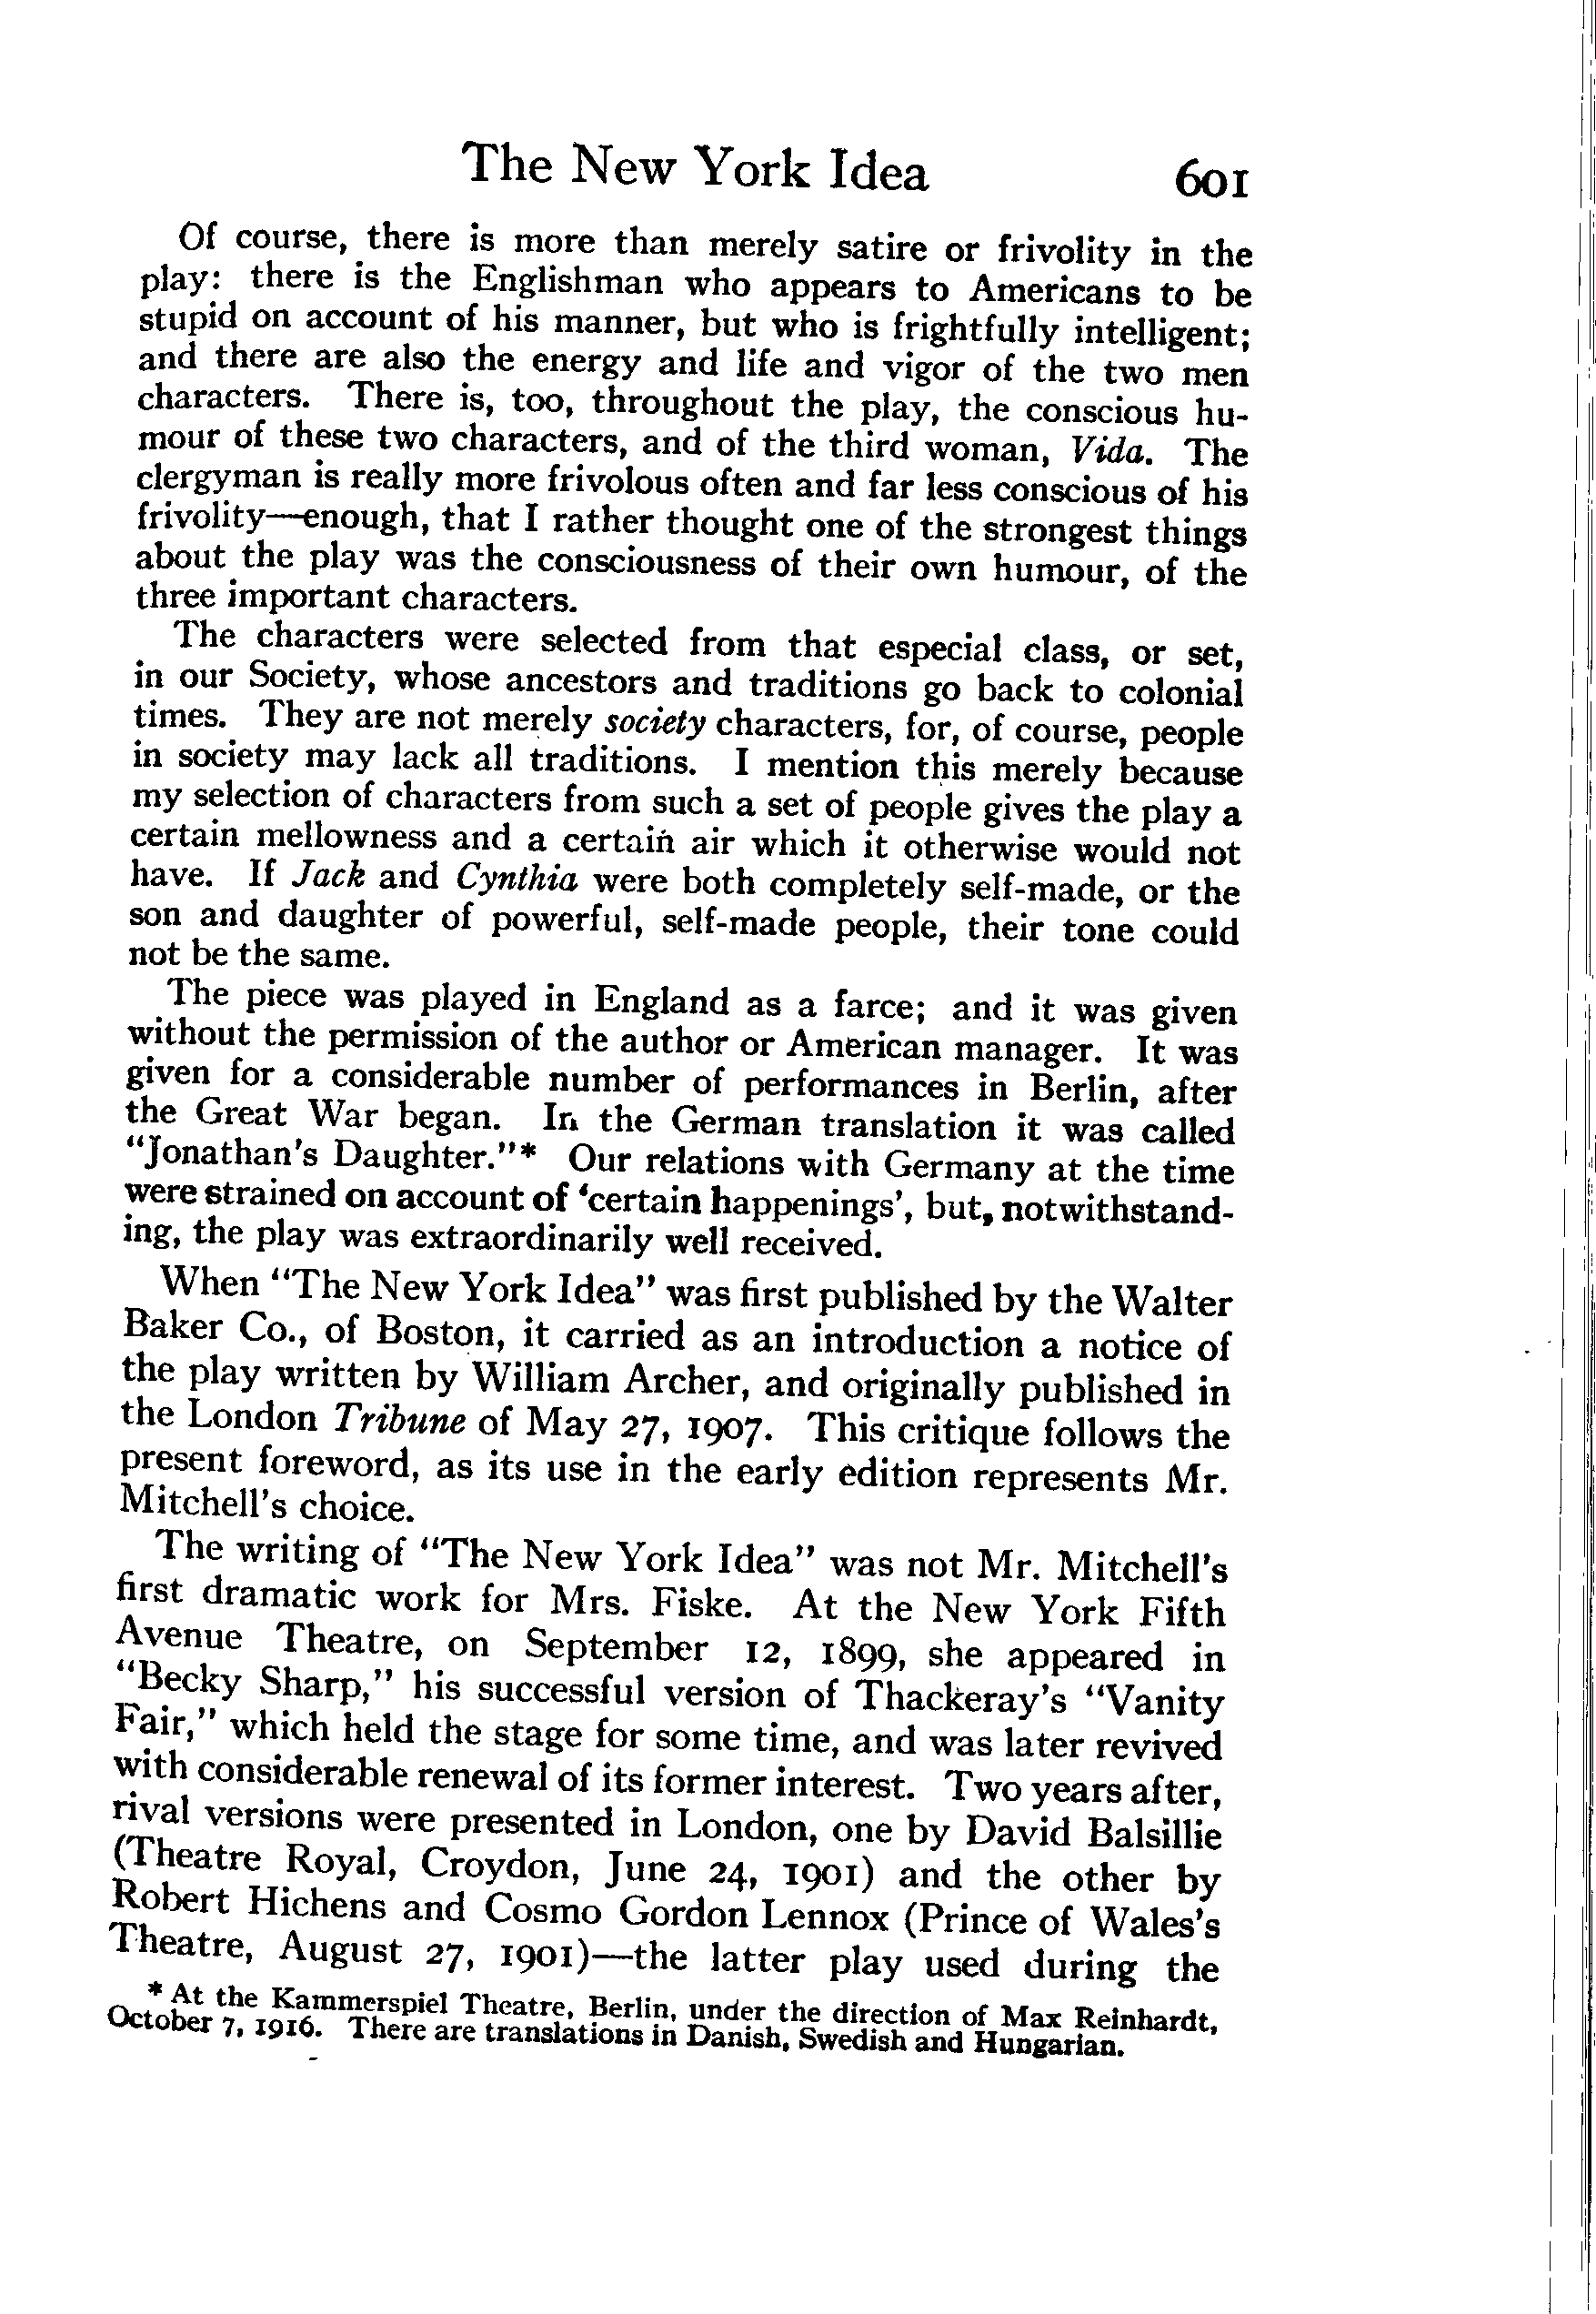 The New York Idea 601
Of course, there is more than merely satire or frivolity in the
play: there is the Englishman who appears to Americans to be
stupid on account of his manner, but who is frightfully intelligent;
and there are also the energy and life and vigor of the two men
characters. There is, too, throughout the play, the conscious hu-
mour of these two characters, and of the third woman, Vida. The
clergyman is really more frivolous often and far less conscious of his
frivolity—enough, that I rather thought one of the strongest things
about the play was the consciousness of their own humour, of the
three important characters.
The characters were selected from that especial class, or set,
in our Society, whose ancestors and traditions go back to colonial
times. They are not merely society characters, for, of course, people
in society may lack all traditions. I mention this merely because
my selection of characters from such a set of people gives the play a
certain mellowness and a certain air which it otherwise would not
have. If Jack and Cynthia were both completely self-made, or the
son and daughter of powerful, self-made people, their tone could
not be the same.
The piece was played in England as a farce; and it was given
without the permission of the author or American manager. It was
given for a considerable number of performances in Berlin, after
the Great War began. In the German translation it was called
"Jonathan's Daughter."* Our relations with Germany at the time
were strained on account of 'certain happenings', but, notwithstand-
ing, the play was extraordinarily well received.
When "The New York Idea" was first published by the Walter
Baker Co., of Boston, it carried as an introduction a notice of
the play written by William Archer, and originally published in
the London Tribune of May 27, 1907. This critique follows the
present foreword, as its use in the early edition represents Mr.
Mitchell's choice.
The writing of "The New York Idea" was not Mr. Mitchell's
first dramatic work for Mrs. Fiske. At the New York Fifth
Avenue Theatre, on September 12, 1899, she appeared in
"Becky Sharp," his successful version of Thackeray's "Vanity
Fair," which held the stage for some time, and was later revived
with considerable renewal of its former interest. Two years after,
rival versions were presented in London, one by David Balsillie
(Theatre Royal, Croydon, June 24, 1901) and the other by
Robert Hichens and Cosmo Gordon Lennox (Prince of Wales's
Theatre, August 27, 1901)—the latter play used during the
* At the Kammerspiel Theatre, Berlin, under the direction of Max Reinhardt,
October 7, 1916. There are translations in Danish, Swedish and Hungarian.